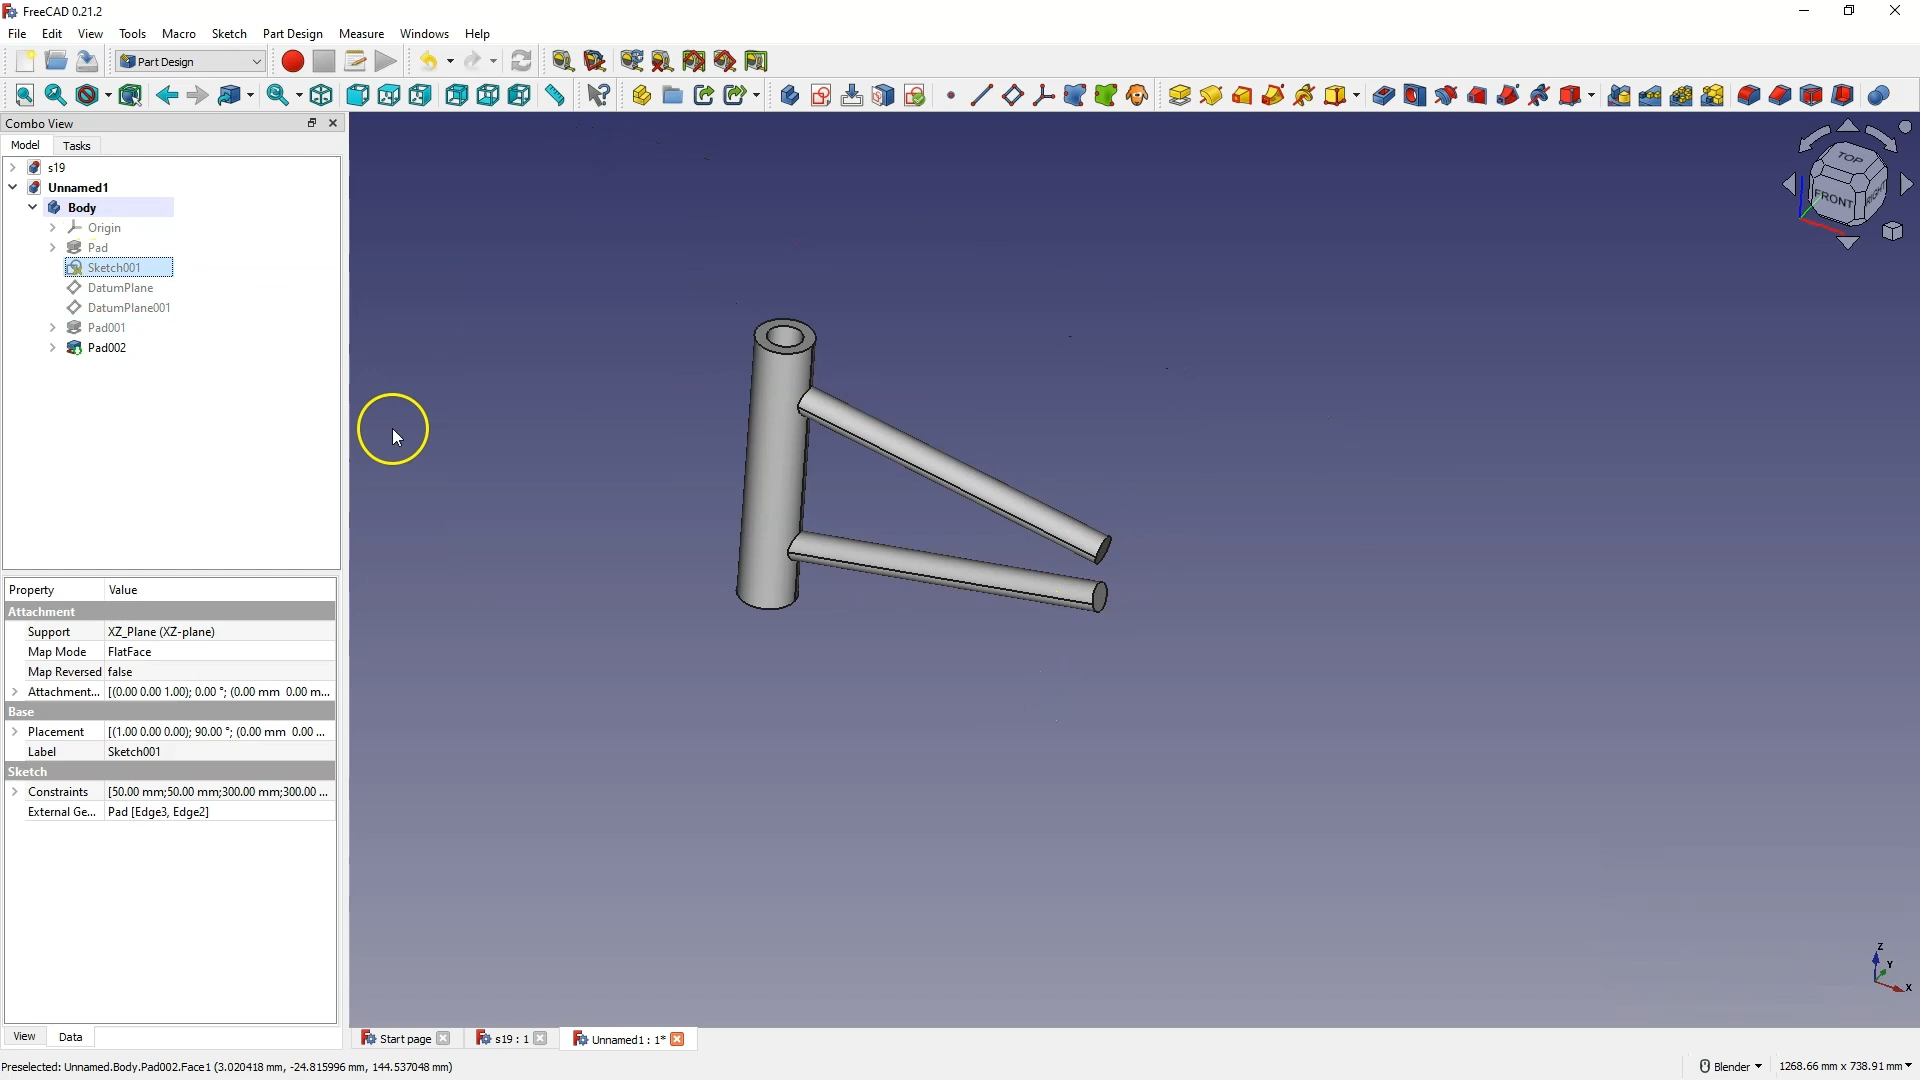 FreeCAD 0.21.2
File Edit View Tools Macro Sketch Part Design Measure Windows Help
Part Design
Combo View
Model Tasks
s19
Unnamed1
Body
Origin
Pad
Sketch001
DatumPlane
DatumPlane001
Pad001
Pad002
TOP
FRONT
RIGHT
Property Value
Attachment
Support XZ_Plane (XZ-plane)
Map Mode FlatFace
Map Reversed false
Attachment... [(0.00 0.00 1.00); 0.00 °; (0.00 mm 0.00 m...
Base
Placement [(1.00 0.00 0.00); 90.00 °; (0.00 mm 0.00 ...
Label Sketch001
Sketch
Constraints [50.00 mm;50.00 mm;300.00 mm;300.00 ...
External Ge... Pad [Edge3, Edge2]
Z
Y
X
View Data
Start page s19 : 1 Unnamed1 : 1*
Preselected: Unnamed.Body.Pad002.Face1 (3.020418 mm, -24.815996 mm, 144.537048 mm)
Blender 1268.66 mm x 738.91 mm